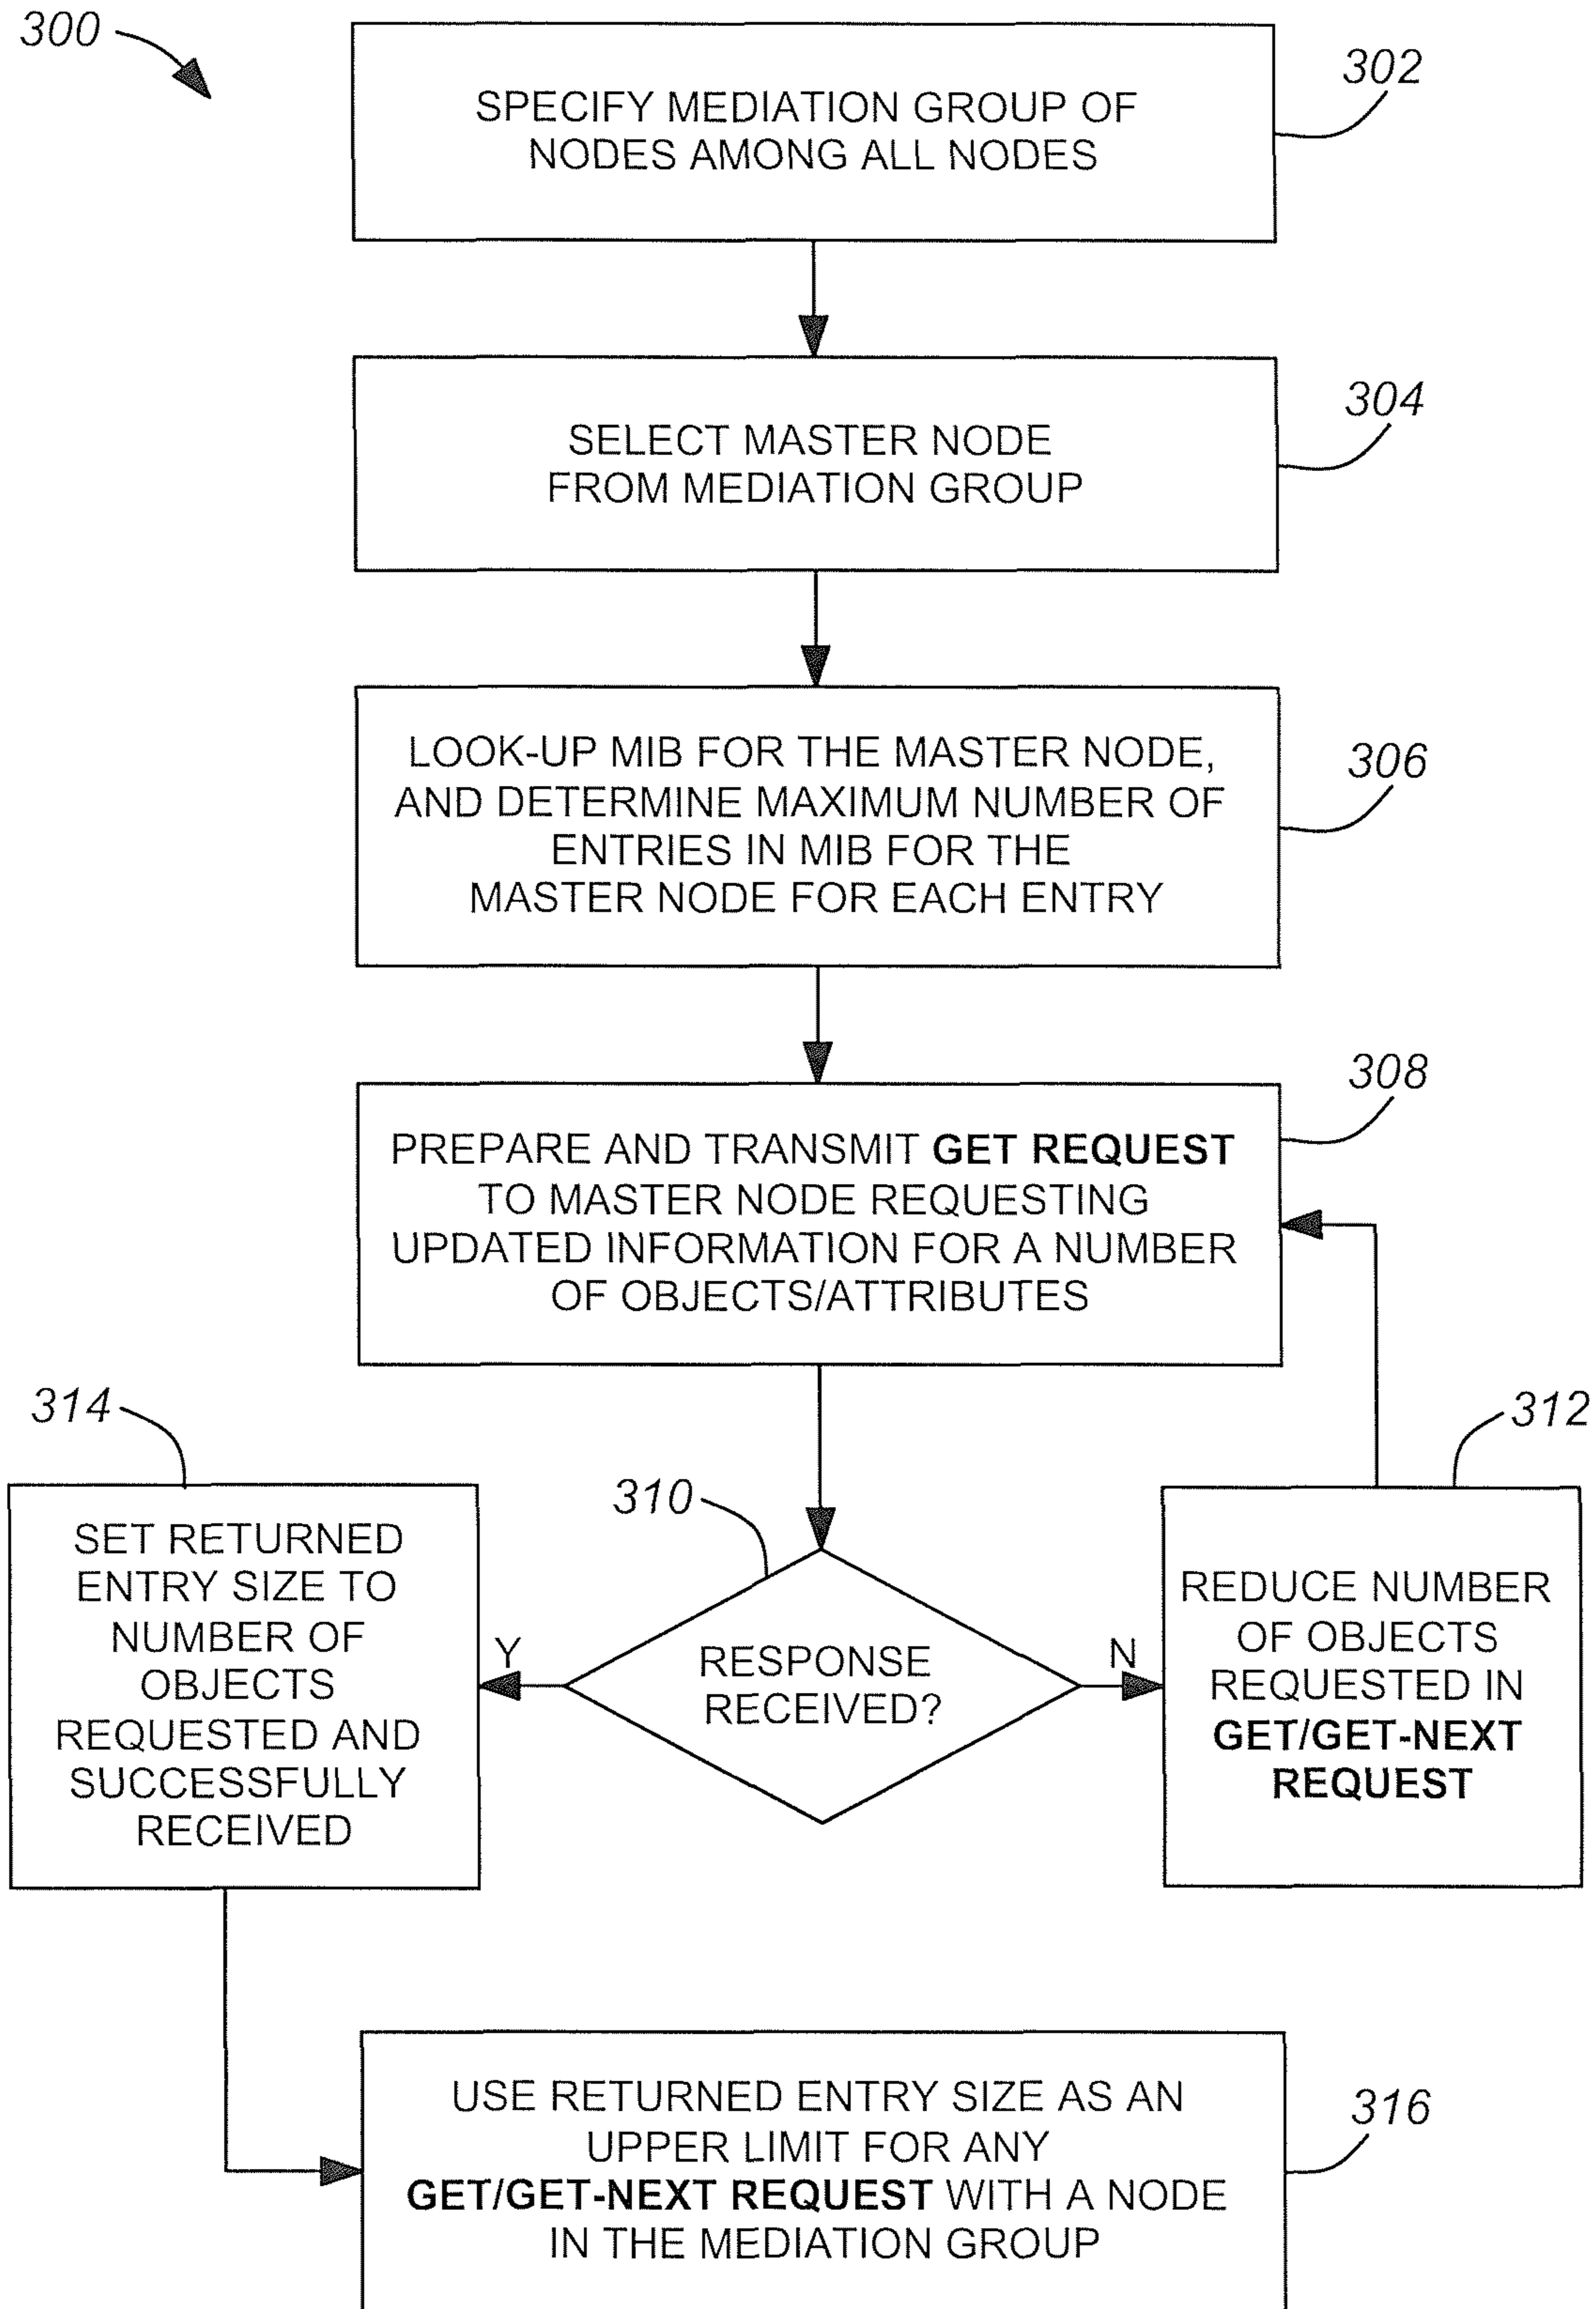 300
302
SPECIFY MEDIATION GROUP OF
NODES AMONG ALL NODES
304
SELECT MASTER NODE
FROM MEDIATION GROUP
306
LOOK-UP MIB FOR THE MASTER NODE,
AND DETERMINE MAXIMUM NUMBER OF
ENTRIES IN MIB FOR THE
MASTER NODE FOR EACH ENTRY
308
PREPARE AND TRANSMIT GET REQUEST
TO MASTER NODE REQUESTING
UPDATED INFORMATION FOR A NUMBER
OF OBJECTS/ATTRIBUTES
314
SET RETURNED
ENTRY SIZE TO
NUMBER OF
OBJECTS
REQUESTED AND
SUCCESSFULLY
RECEIVED
310
Y
RESPONSE
RECEIVED?
N
312
REDUCE NUMBER
OF OBJECTS
REQUESTED IN
GET/GET-NEXT
REQUEST
316
USE RETURNED ENTRY SIZE AS AN
UPPER LIMIT FOR ANY
GET/GET-NEXT REQUEST WITH A NODE
IN THE MEDIATION GROUP